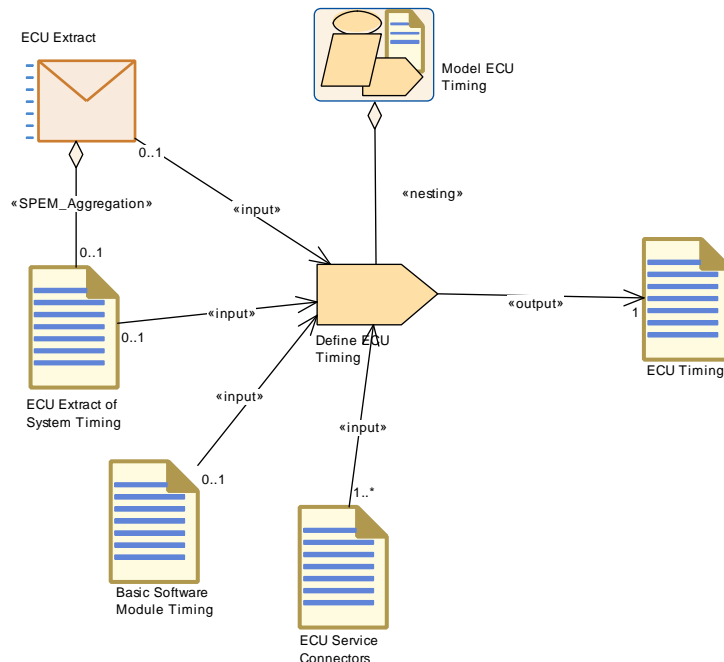 ECU Extract
Model ECU
Timing
0..1
«nesting»
«SPEM_Aggregation»
«input»
0..1
«input»
0..1
«output»
1
Define ECU
Timing
ECU Timing
ECU Extract of
System Timing
«input»
«input»
0..1
1..*
Basic Software
Module Timing
ECU Service
Connectors